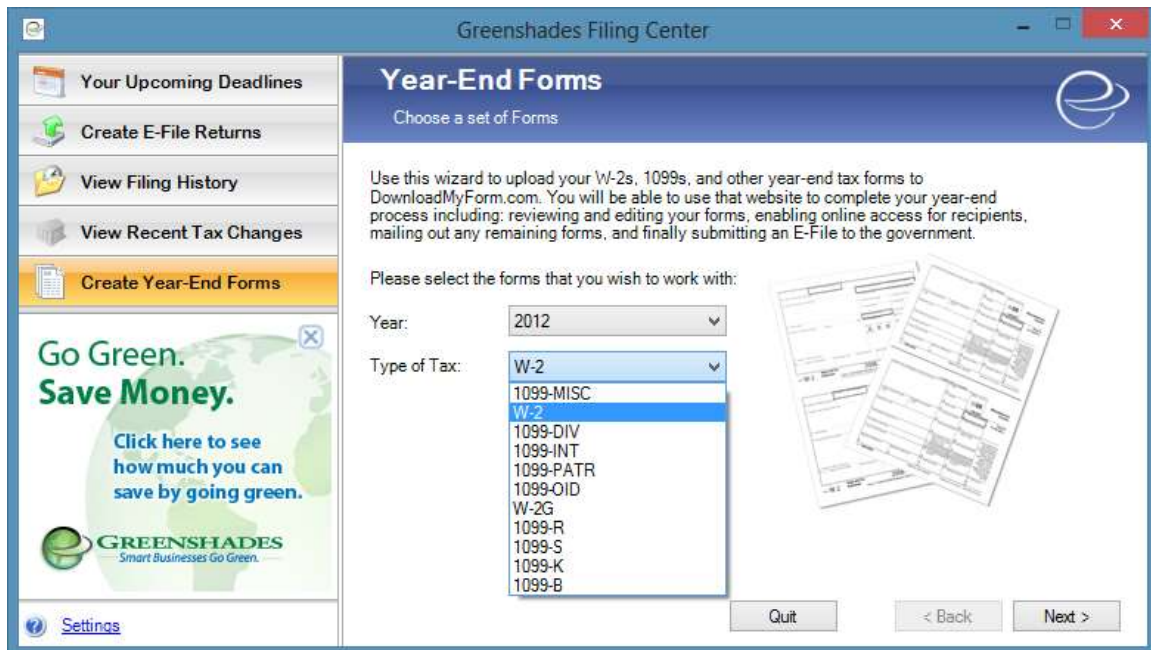 Greenshades Filing Center
Your Upcoming Deadlines
Create E-File Returns
View Filing History
View Recent Tax Changes
Create Year-End Forms
Go Green.
Save Money.
Click here to see
how much you can
save by going green.
GREENSHADES
Smart Businesses Go Green.
Settings
Year-End Forms
Choose a set of Forms
Use this wizard to upload your W-2s, 1099s, and other year-end tax forms to
DownloadMyForm.com. You will be able to use that website to complete your year-end
process including: reviewing and editing your forms, enabling online access for recipients,
mailing out any remaining forms, and finally submitting an E-File to the government.
Please select the forms that you wish to work with:
Year: 2012
Type of Tax: W-2
1099-MISC
W-2
1099-DIV
1099-INT
1099-PATR
1099-OID
W-2G
1099-R
1099-S
1099-K
1099-B
Quit < Back Next >